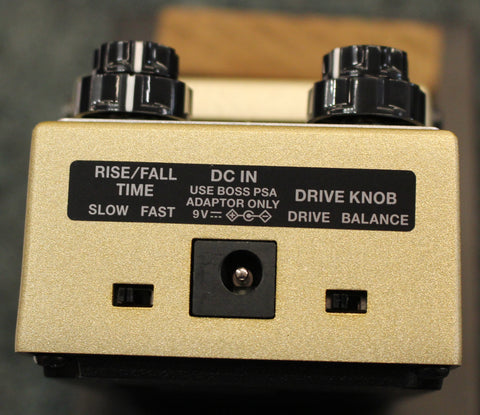 RISE/FALL
TIME
SLOW FAST
DC IN
USE BOSS PSA
ADAPTOR ONLY
9V
DRIVE KNOB
DRIVE BALANCE